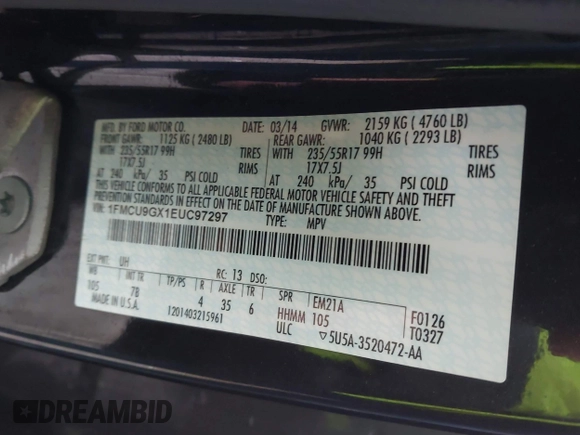 MFD. BY FORD MOTOR CO. DATE: 03/14 GVWR: 2159 KG ( 4760 LB)
FRONT GAWR: 1125 KG ( 2480 LB) REAR GAWR: 1040 KG ( 2293 LB)
WITH 235/55R17 99H TIRES WITH 235/55R17 99H TIRES
17X7.5J RIMS 17X7.5J RIMS
AT 240 kPa/ 35 PSI COLD AT 240 kPa/ 35 PSI COLD
THIS VEHICLE CONFORMS TO ALL APPLICABLE FEDERAL MOTOR VEHICLE SAFETY AND THEFT
PREVENTION STANDARDS IN EFFECT ON THE DATE OF MANUFACTURE SHOWN ABOVE.
VIN: 1FMCU9GX1EUC97297 TYPE: MPV
EXT PNT: UH RC: 13 DSO:
WB INT TR TP/PS R AXLE TR SPR EM21A F0126
105 7B 4 35 6 HHMM 105 T0327
MADE IN U.S.A. 1201403215961 ULC ▽5U5A-3520472-AA
DREAMBID